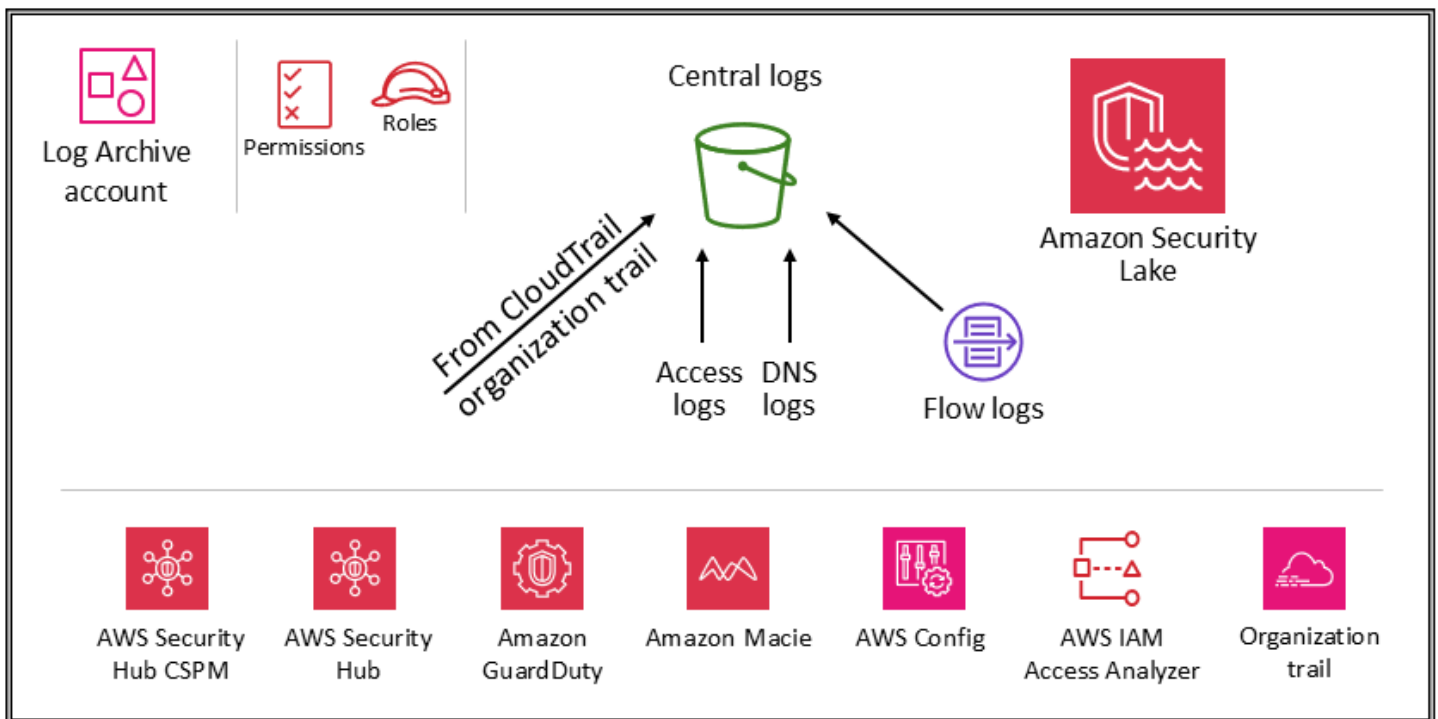 Log Archive
account
Permissions
Roles
Central logs
Amazon Security
Lake
From CloudTrail
organization trail
Access
logs
DNS
logs
Flow logs
AWS Security
Hub CSPM
AWS Security
Hub
Amazon
GuardDuty
Amazon Macie
AWS Config
AWS IAM
Access Analyzer
Organization
trail